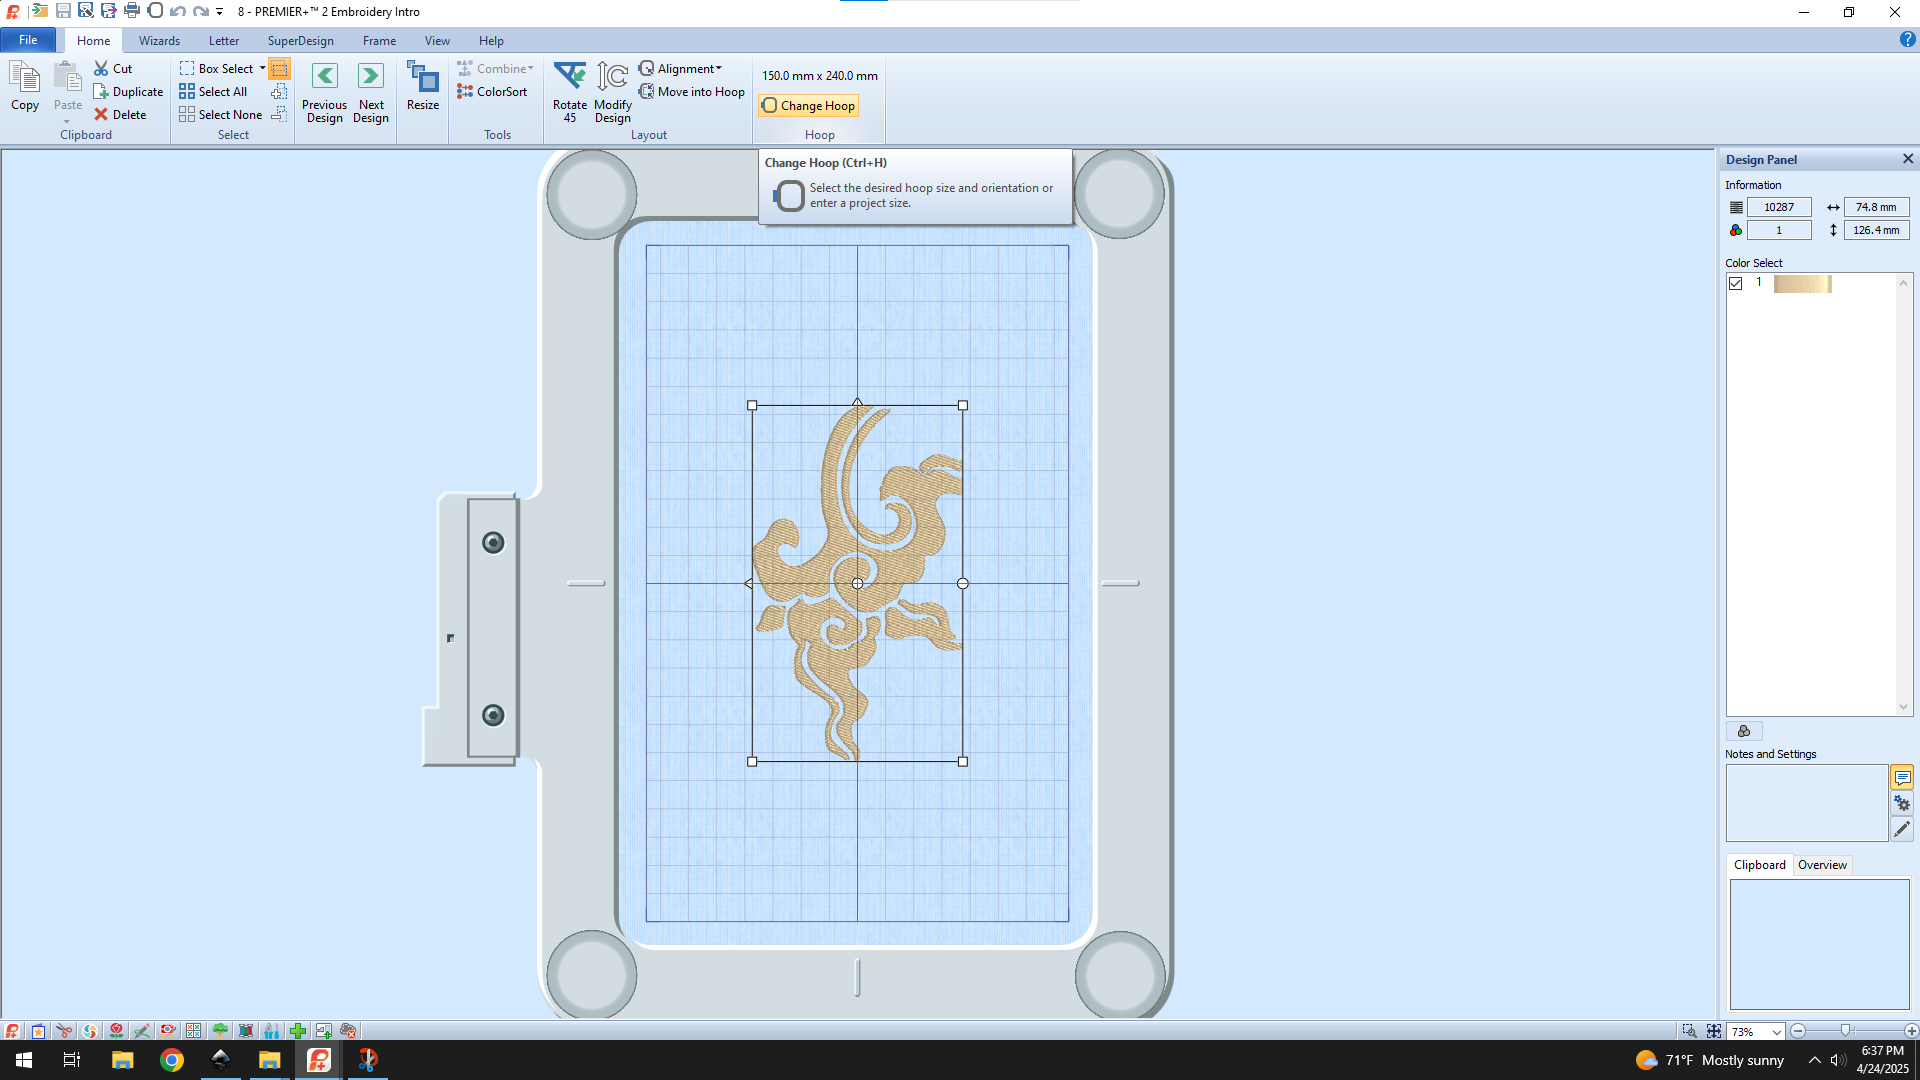 8 - PREMIER+™ 2 Embroidery Intro
File
Home
Wizards
Letter
SuperDesign
Frame
View
Help
Copy
Paste
Cut
Duplicate
Delete
Clipboard
Box Select
Select All
Select None
Select
Previous Design
Next Design
Resize
Combine
ColorSort
Tools
Rotate 45
Modify Design
Alignment
Move into Hoop
Layout
150.0 mm x 240.0 mm
Change Hoop
Hoop
Change Hoop (Ctrl+H)
Select the desired hoop size and orientation or
enter a project size.
Design Panel
Information
10287
74.8 mm
1
126.4 mm
Color Select
1
Notes and Settings
Clipboard
Overview
73%
71°F Mostly sunny
6:37 PM
4/24/2025